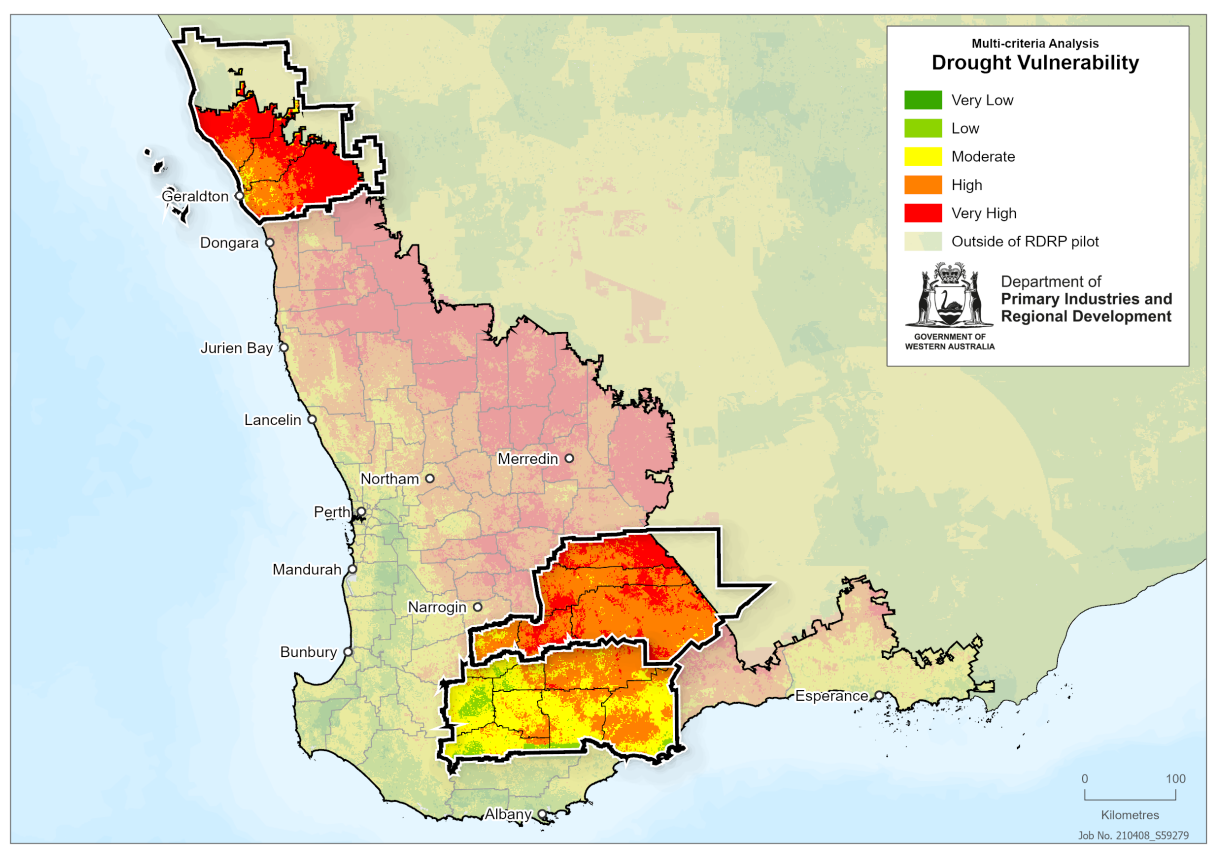 Multi-criteria Analysis
Drought Vulnerability
Very Low
Low
Moderate
High
Very High
Outside of RDRP pilot
Department of
Primary Industries and
Regional Development
GOVERNMENT OF
WESTERN AUSTRALIA
Geraldton
Dongara
Jurien Bay
Lancelin
Merredin
Northam
Perth
Mandurah
Narrogin
Bunbury
Esperance
Albany
0 100
Kilometres
Job No. 210408_S59279